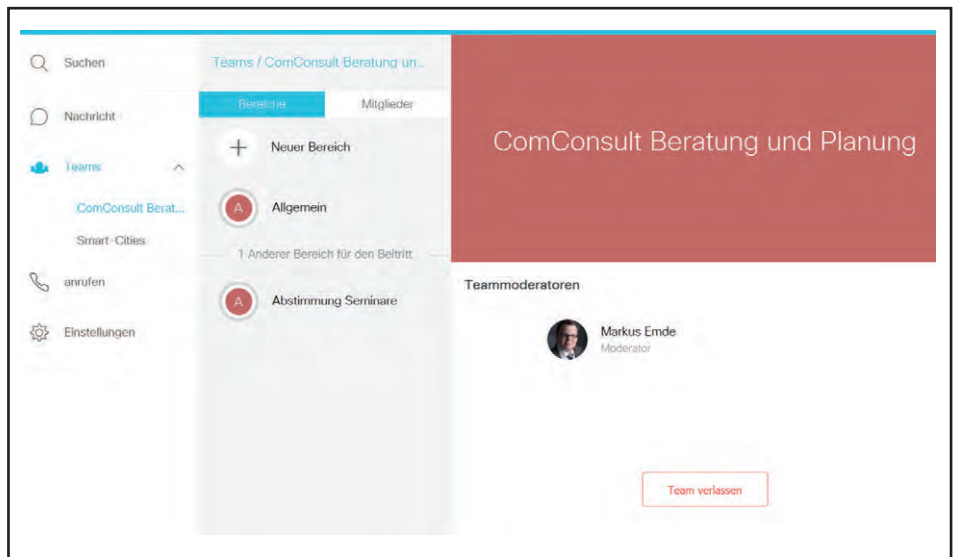 Suchen
Nachricht
Teams
ComConsult Berat...
Smart-Cities
anrufen
Einstellungen
Teams / ComConsult Beratung un...
Bereiche
Mitglieder
+ Neuer Bereich
A Allgemein
1 Anderer Bereich für den Beitritt
A Abstimmung Seminare
ComConsult Beratung und Planung
Teammoderatoren
Markus Emde
Moderator
Team verlassen